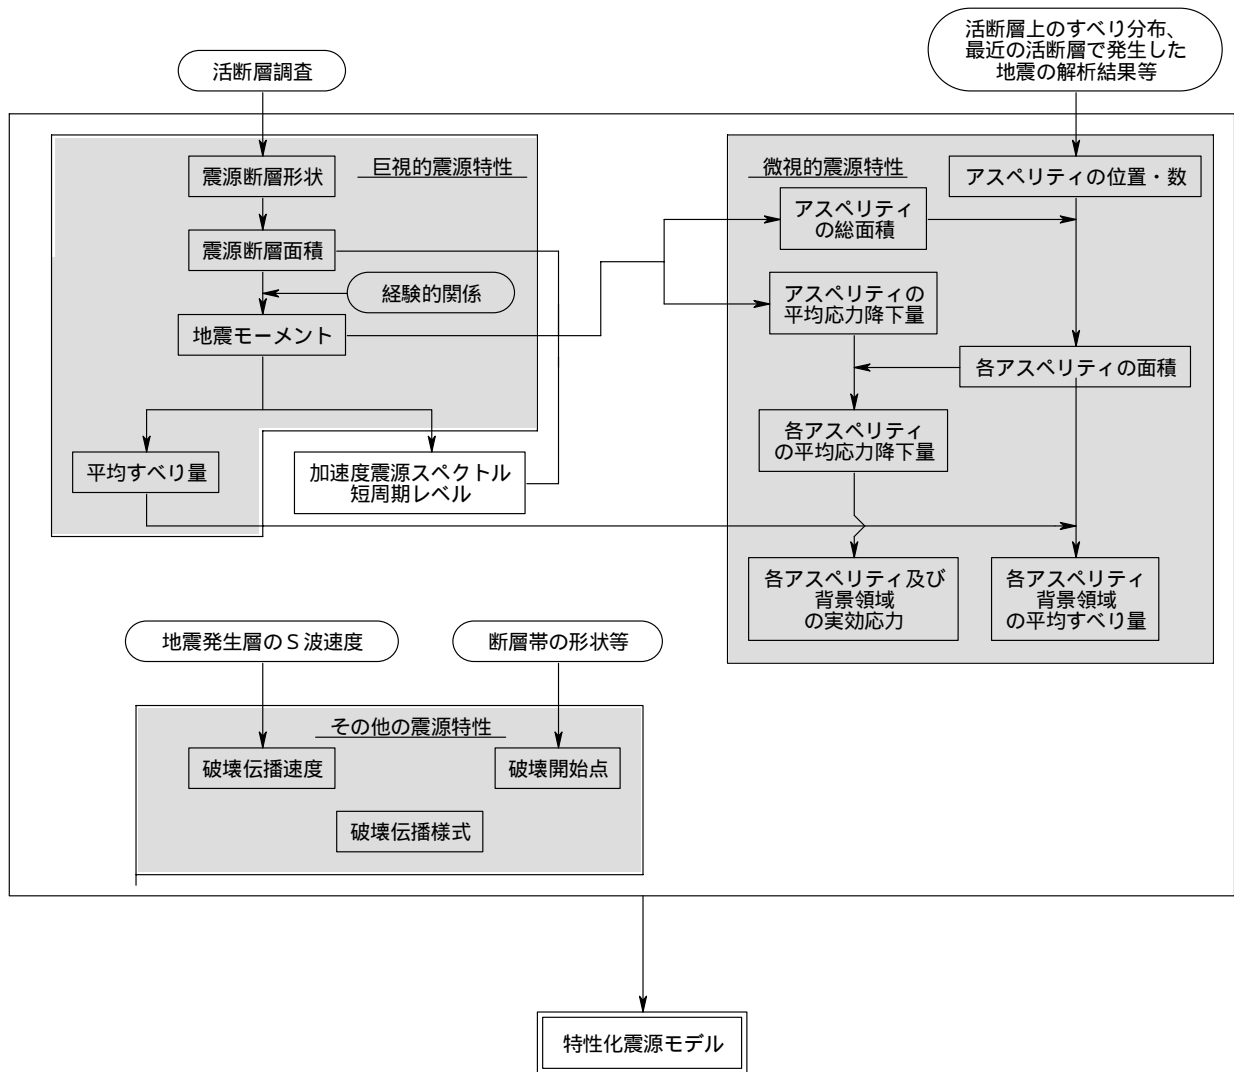 活断層調査
活断層上のすべり分布、
最近の活断層で発生した
地震の解析結果等
巨視的震源特性
震源断層形状
震源断層面積
経験的関係
地震モーメント
平均すべり量
加速度震源スペクトル
短周期レベル
微視的震源特性
アスペリティの位置・数
アスペリティ
の総面積
アスペリティの
平均応力降下量
各アスペリティの面積
各アスペリティ
の平均応力降下量
各アスペリティ及び
背景領域
の実効応力
各アスペリティ
背景領域
の平均すべり量
地震発生層のS波速度
断層帯の形状等
その他の震源特性
破壊伝播速度
破壊開始点
破壊伝播様式
特性化震源モデル